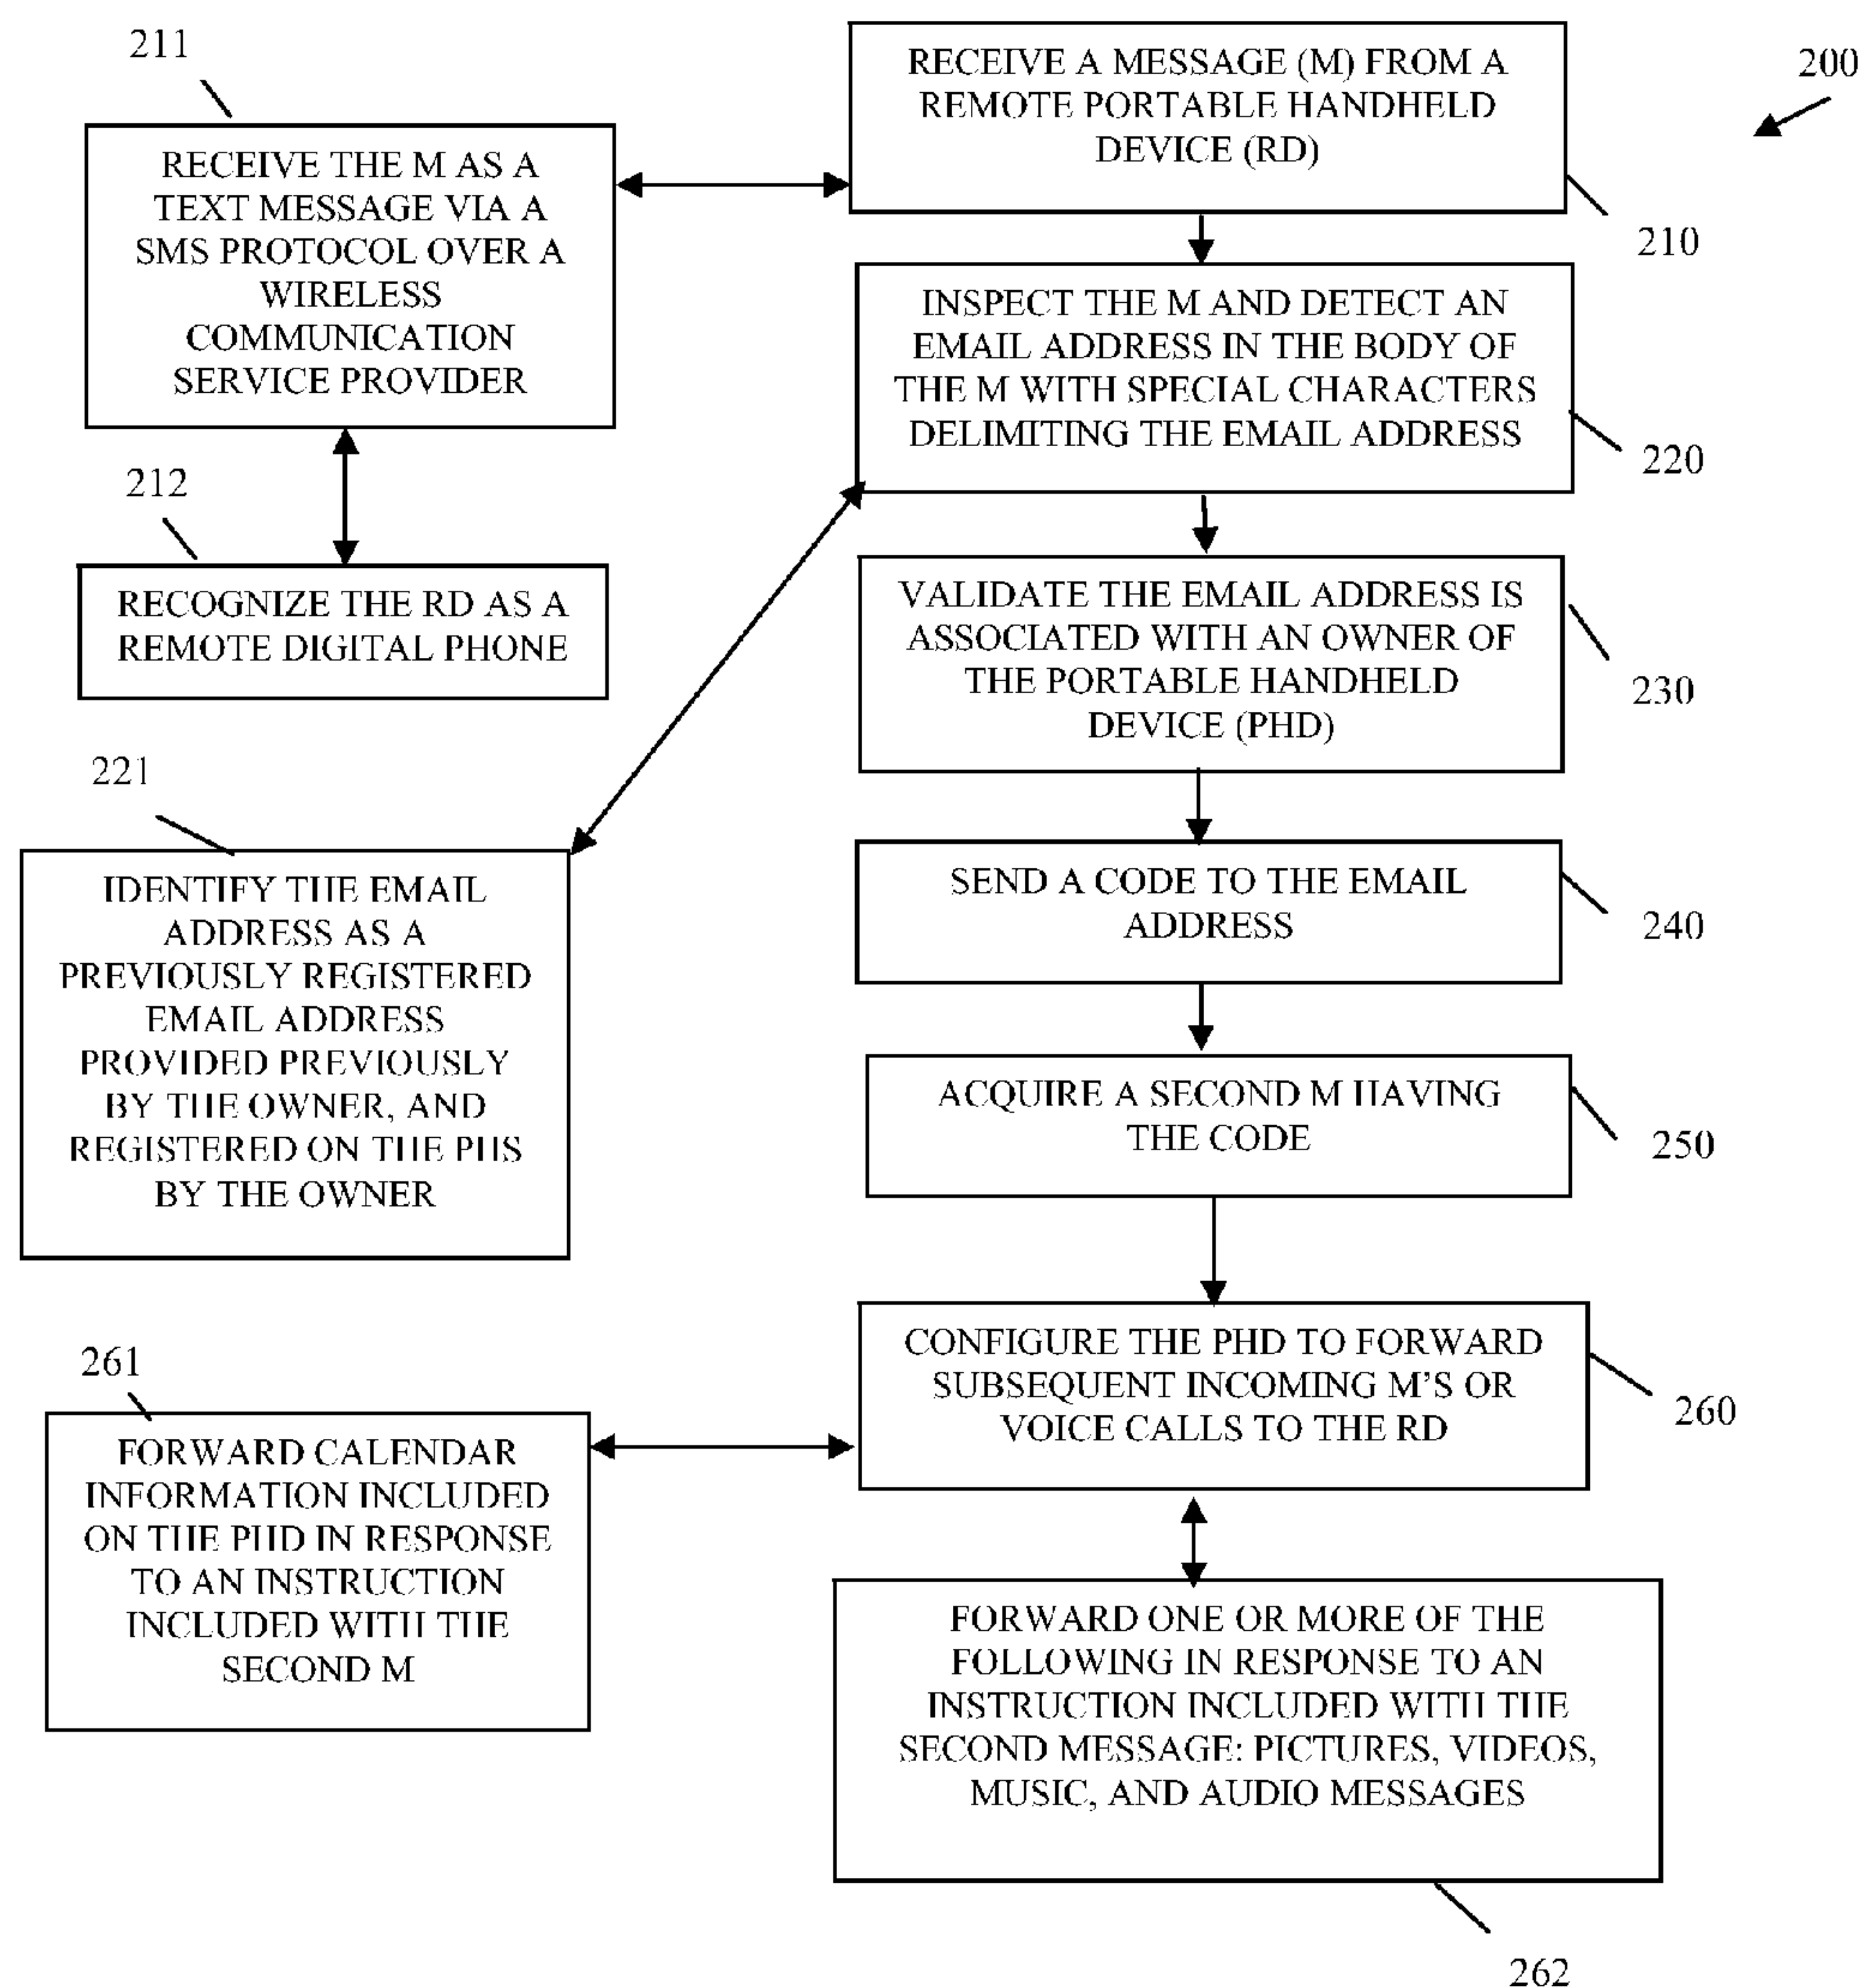 200
211
RECEIVE A MESSAGE (M) FROM A
REMOTE PORTABLE HANDHELD
DEVICE (RD)
210
RECEIVE THE M AS A
TEXT MESSAGE VIA A
SMS PROTOCOL OVER A
WIRELESS
COMMUNICATION
SERVICE PROVIDER
INSPECT THE M AND DETECT AN
EMAIL ADDRESS IN THE BODY OF
THE M WITH SPECIAL CHARACTERS
DELIMITING THE EMAIL ADDRESS
220
212
RECOGNIZE THE RD AS A
REMOTE DIGITAL PHONE
VALIDATE THE EMAIL ADDRESS IS
ASSOCIATED WITH AN OWNER OF
THE PORTABLE HANDHELD
DEVICE (PHD)
230
221
IDENTIFY THE EMAIL
ADDRESS AS A
PREVIOUSLY REGISTERED
EMAIL ADDRESS
PROVIDED PREVIOUSLY
BY THE OWNER, AND
REGISTERED ON THE PHS
BY THE OWNER
SEND A CODE TO THE EMAIL
ADDRESS
240
ACQUIRE A SECOND M HAVING
THE CODE
250
CONFIGURE THE PHD TO FORWARD
SUBSEQUENT INCOMING M'S OR
VOICE CALLS TO THE RD
260
261
FORWARD CALENDAR
INFORMATION INCLUDED
ON THE PHD IN RESPONSE
TO AN INSTRUCTION
INCLUDED WITH THE
SECOND M
FORWARD ONE OR MORE OF THE
FOLLOWING IN RESPONSE TO AN
INSTRUCTION INCLUDED WITH THE
SECOND MESSAGE: PICTURES, VIDEOS,
MUSIC, AND AUDIO MESSAGES
262